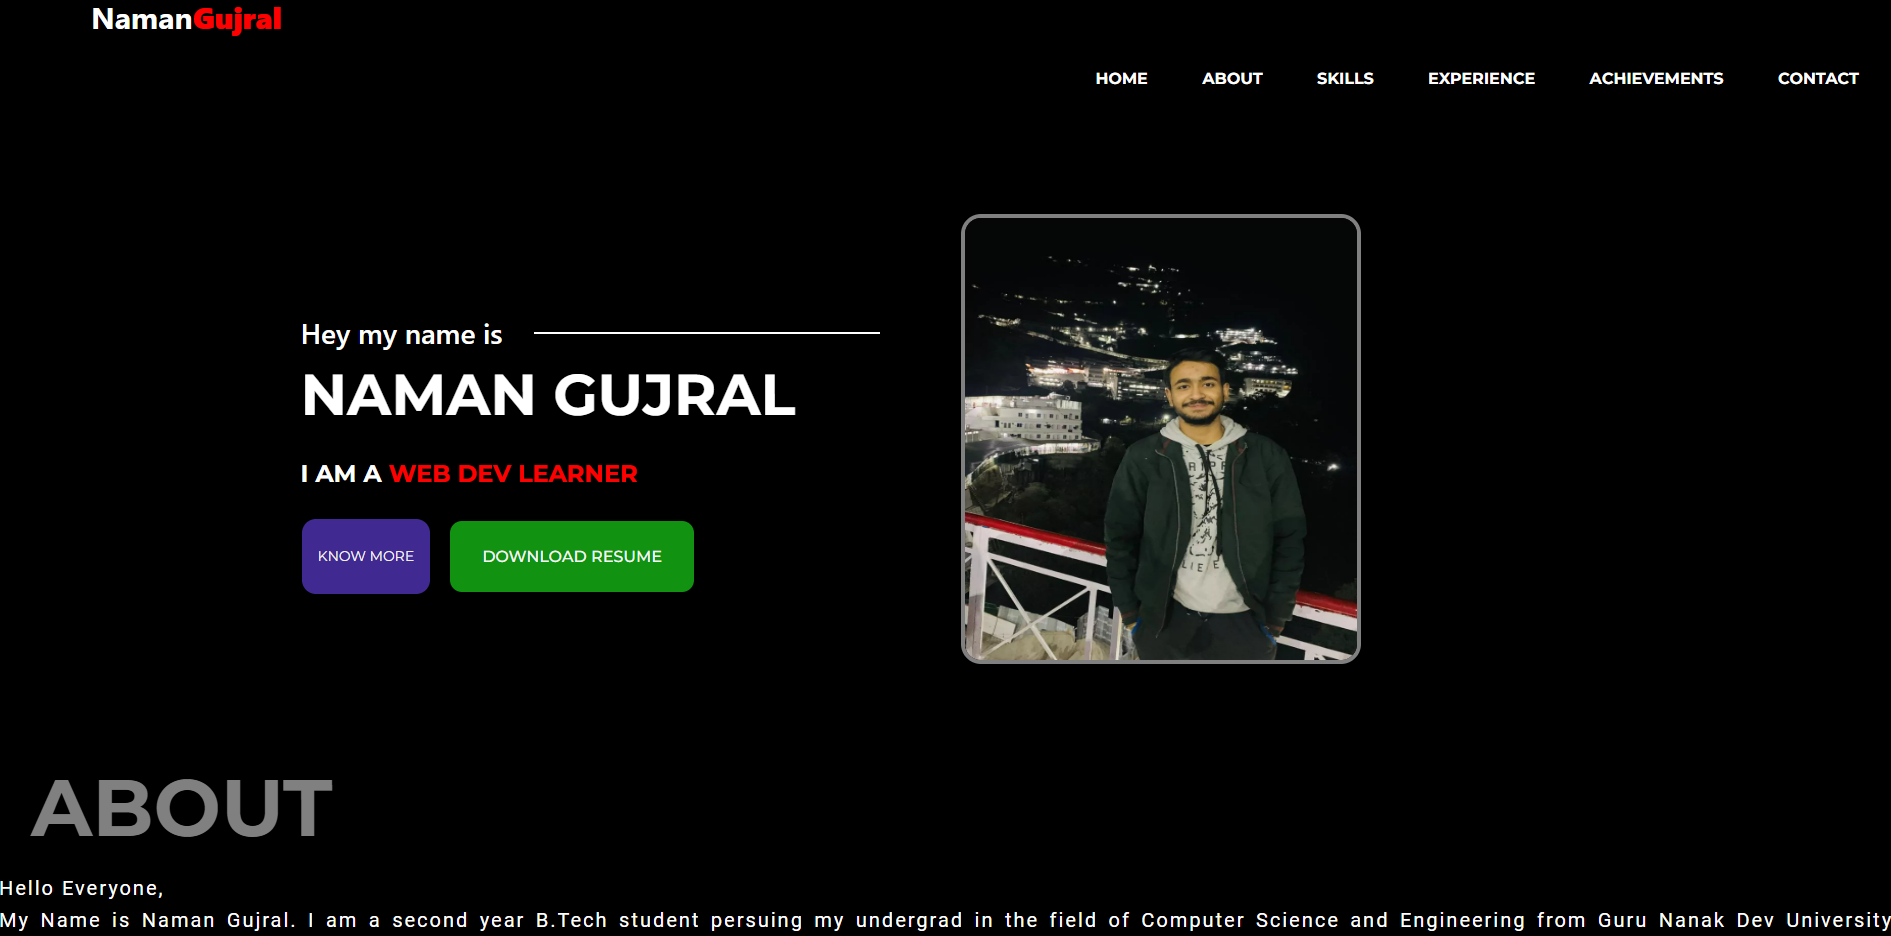 NamanGujral
HOME ABOUT SKILLS EXPERIENCE ACHIEVEMENTS CONTACT
Hey my name is
NAMAN GUJRAL
I AM A WEB DEV LEARNER
KNOW MORE DOWNLOAD RESUME
ABOUT
Hello Everyone,
My Name is Naman Gujral. I am a second year B.Tech student persuing my undergrad in the field of Computer Science and Engineering from Guru Nanak Dev University